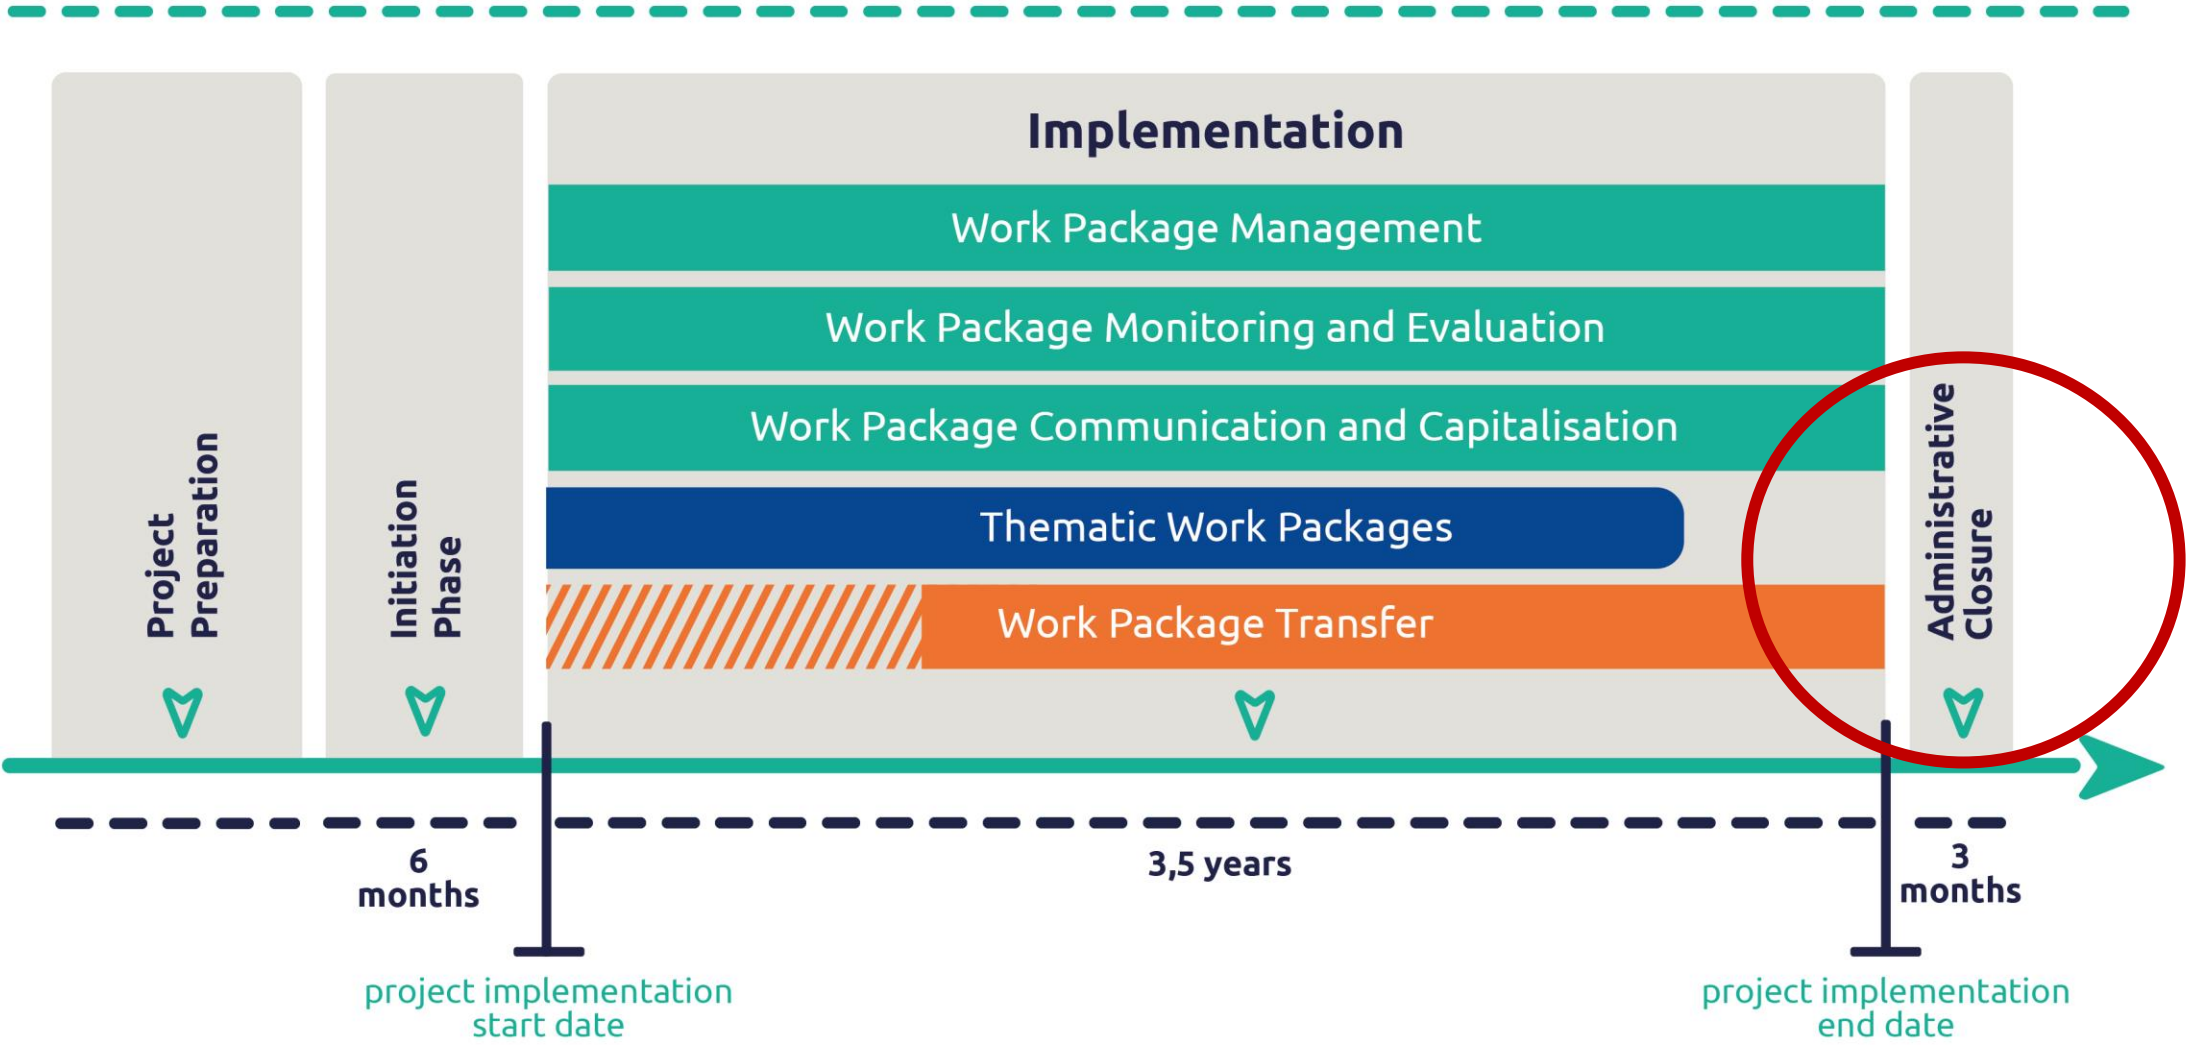 Implementation
Work Package Management
Work Package Monitoring and Evaluation
Work Package Communication and Capitalisation
Thematic Work Packages
Work Package Transfer
Project
Preparation
Initiation
Phase
Administrative
Closure
6
months
3,5 years
3
months
project implementation
start date
project implementation
end date